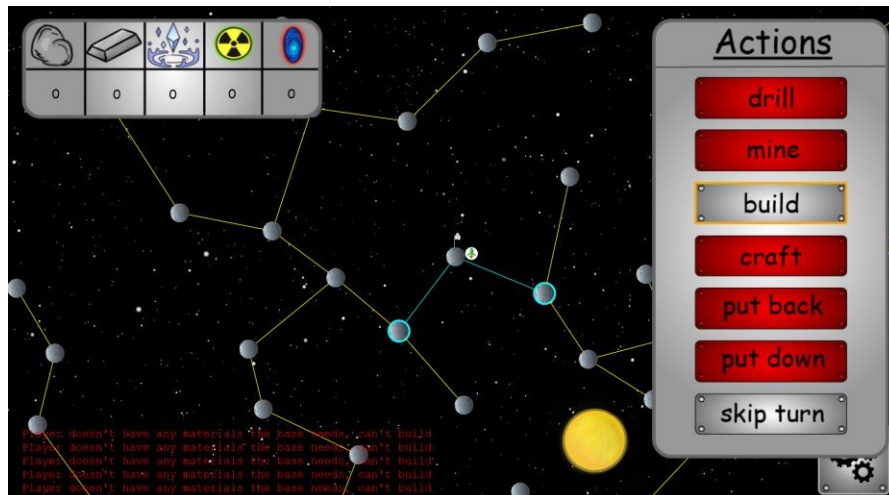 0 0 0 0 0
Actions
drill
mine
build
craft
put back
put down
skip turn
Player doesn't have any materials the base needs, can't build
Player doesn't have any materials the base needs, can't build
Player doesn't have any materials the base needs, can't build
Player doesn't have any materials the base needs, can't build
Player doesn't have any materials the base needs, can't build